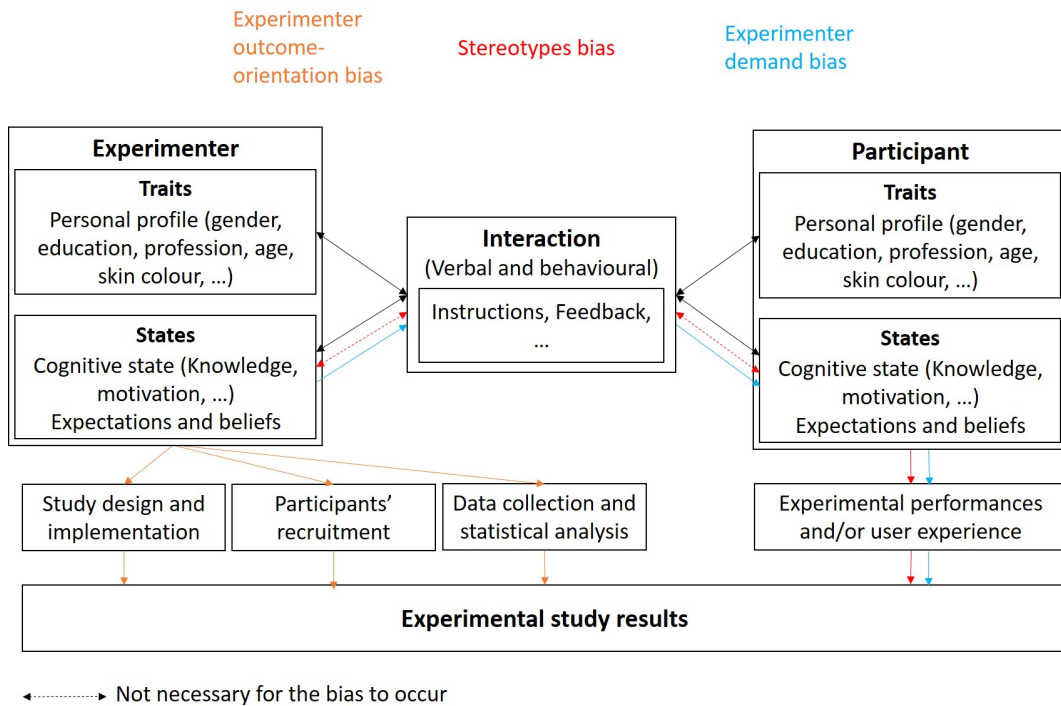 Experimenter
outcome-
orientation bias
Stereotypes bias
Experimenter
demand bias
Experimenter
Traits
Personal profile (gender,
education, profession, age,
skin colour, ...)
States
Cognitive state (Knowledge,
motivation, ...)
Expectations and beliefs
Interaction
(Verbal and behavioural)
Instructions, Feedback,
...
Participant
Traits
Personal profile (gender,
education, profession, age,
skin colour, ...)
States
Cognitive state (Knowledge,
motivation, ...)
Expectations and beliefs
Study design and
implementation
Participants’
recruitment
Data collection and
statistical analysis
Experimental performances
and/or user experience
Experimental study results
Not necessary for the bias to occur